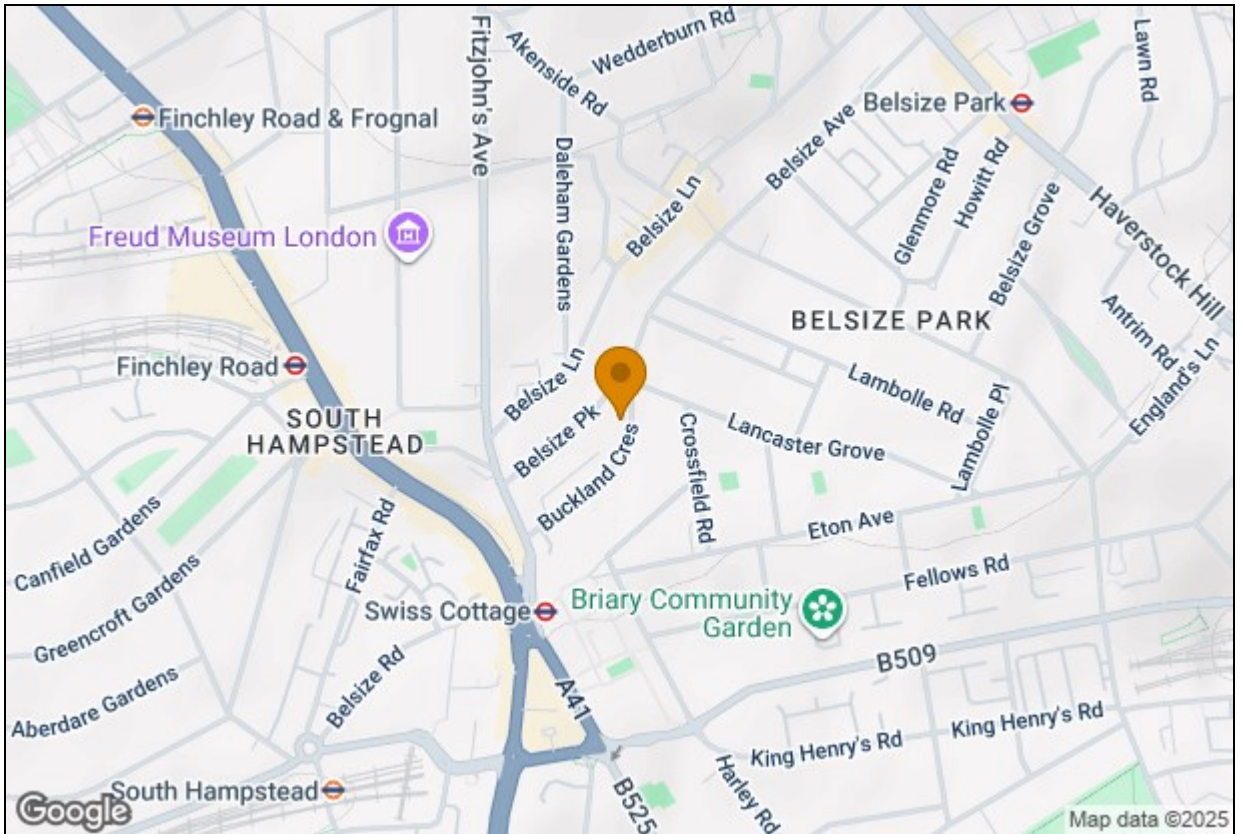 Wedderburn Rd
Akenside Rd
Fitzjohn's Ave
Lawn Rd
Belsize Park
Finchley Road & Frognal
Belsize Ave
Daleham Gardens
Glenmore Rd
Howitt Rd
Belsize Ln
Haverstock Hill
Freud Museum London
Belsize Grove
BELSIZE PARK
Antrim Rd
England's Ln
Finchley Road
Belsize Ln
Lambolle Rd
Belsize Pk
SOUTH
HAMPSTEAD
Lambolle Pl
Lancaster Grove
Buckland Cres
Crossfield Rd
Canfield Gardens
Fairfax Rd
Eton Ave
Fellows Rd
Greencroft Gardens
Swiss Cottage
Briary Community
Garden
B509
Aberdare Gardens
Belsize Rd
A41
King Henry's Rd
King Henry's Rd
South Hampstead
Harley Rd
B525
Google
Map data ©2025